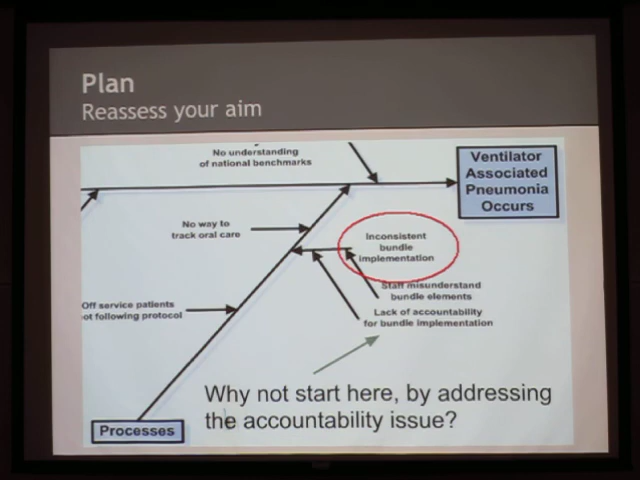 Plan
Reassess your aim
No understanding
of national benchmarks
Ventilator
Associated
Pneumonia
Occurs
No way to
track oral care
Inconsistent
bundle
implementation
Staff misunderstand
bundle elements
Off service patients
ot following protocol
Lack of accountability
for bundle implementation
Why not start here, by addressing
the accountability issue?
Processes